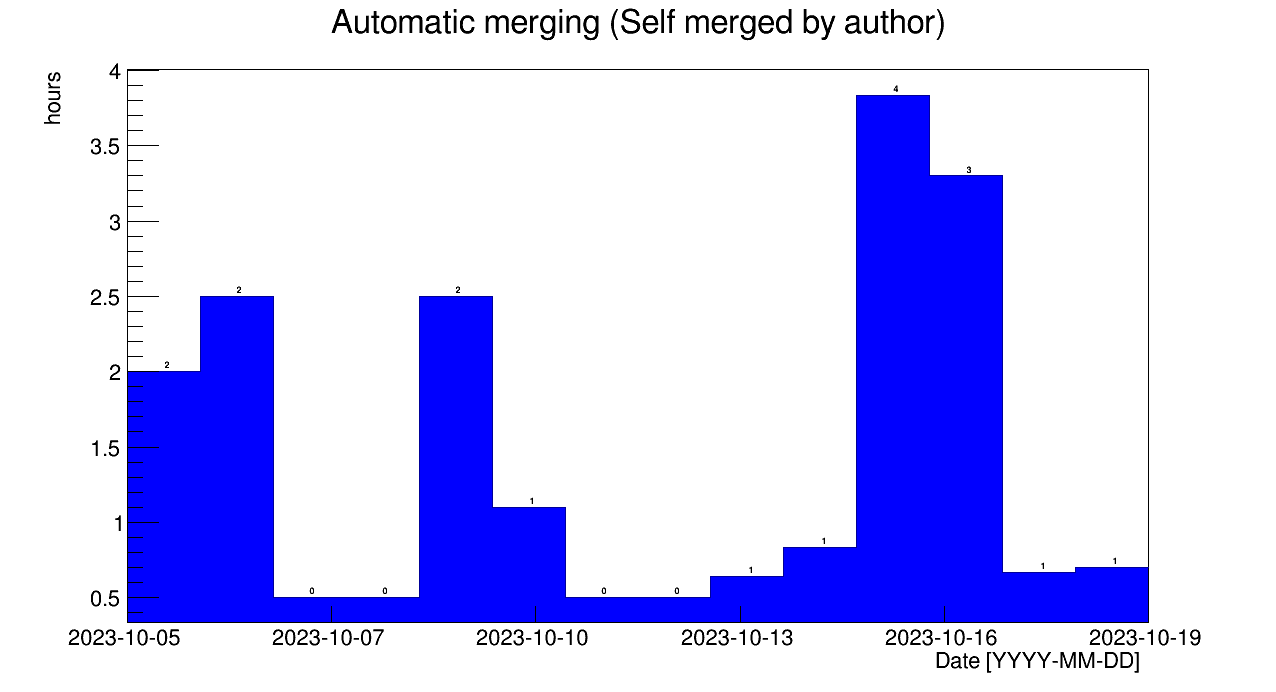 Automatic merging (Self merged by author)
hours
4
3.5
3
2.5
2
1.5
1
0.5
2 2 0 0 2 1 0 0 1 1 4 3 1 1
2023-10-05 2023-10-07 2023-10-10 2023-10-13 2023-10-16 2023-10-19
Date [YYYY-MM-DD]